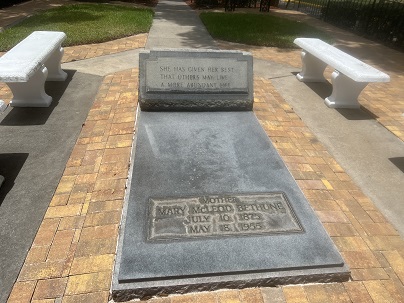 SHE HAS GIVEN HER BEST
THAT OTHERS MAY LIVE
A MORE ABUNDANT LIFE
MOTHER
MARY McLEOD BETHUNE
JULY 10, 1875
MAY 18, 1955